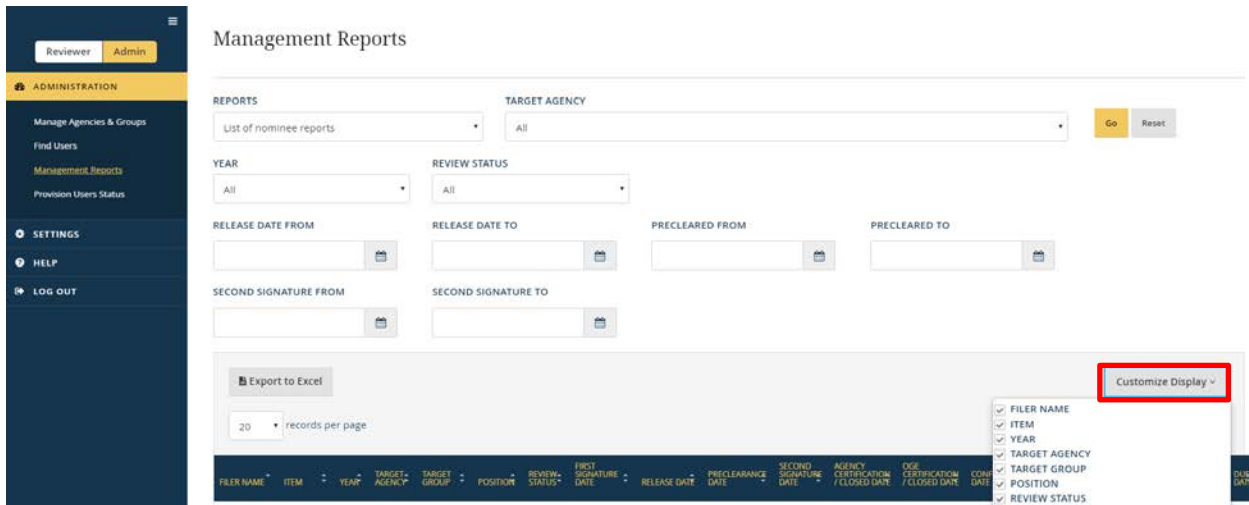 Reviewer Admin
ADMINISTRATION
Manage Agencies & Groups
Find Users
Management Reports
Provision Users Status
SETTINGS
HELP
LOG OUT
Management Reports
REPORTS TARGET AGENCY
List of nominee reports All Go Reset
YEAR REVIEW STATUS
All All
RELEASE DATE FROM RELEASE DATE TO PRECLEARED FROM PRECLEARED TO
SECOND SIGNATURE FROM SECOND SIGNATURE TO
Export to Excel Customize Display
20 records per page
FILER NAME
ITEM
YEAR
TARGET AGENCY
TARGET GROUP
POSITION
REVIEW STATUS
FILER NAME ITEM YEAR TARGET AGENCY TARGET GROUP POSITION REVIEW STATUS FIRST SIGNATURE DATE RELEASE DATE PRECLEARANCE DATE SECOND SIGNATURE DATE AGENCY CERTIFICATION / CLOSED DATE OGE CERTIFICATION / CLOSED DATE CONF DATE DUE DATE